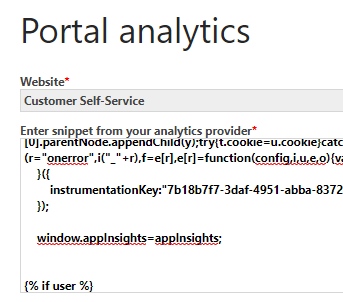 Portal analytics
Website*
Customer Self-Service
Enter snippet from your analytics provider*
[0].parentNode.appendChild(y);try{t.cookie=u.cookie}catc
(r="onerror",i("_"+r),f=e[r],e[r]=function(config,i,u,e,o){va
}({
instrumentationKey:"7b18b7f7-3daf-4951-abba-8372
});
window.appInsights=appInsights;
{% if user %}